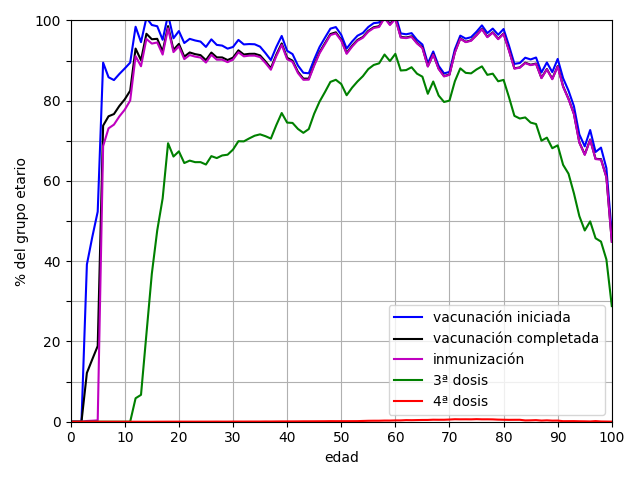 100
80
60
40
20
0
% del grupo etario
vacunación iniciada
vacunación completada
inmunización
3ª dosis
4ª dosis
0 10 20 30 40 50 60 70 80 90 100
edad